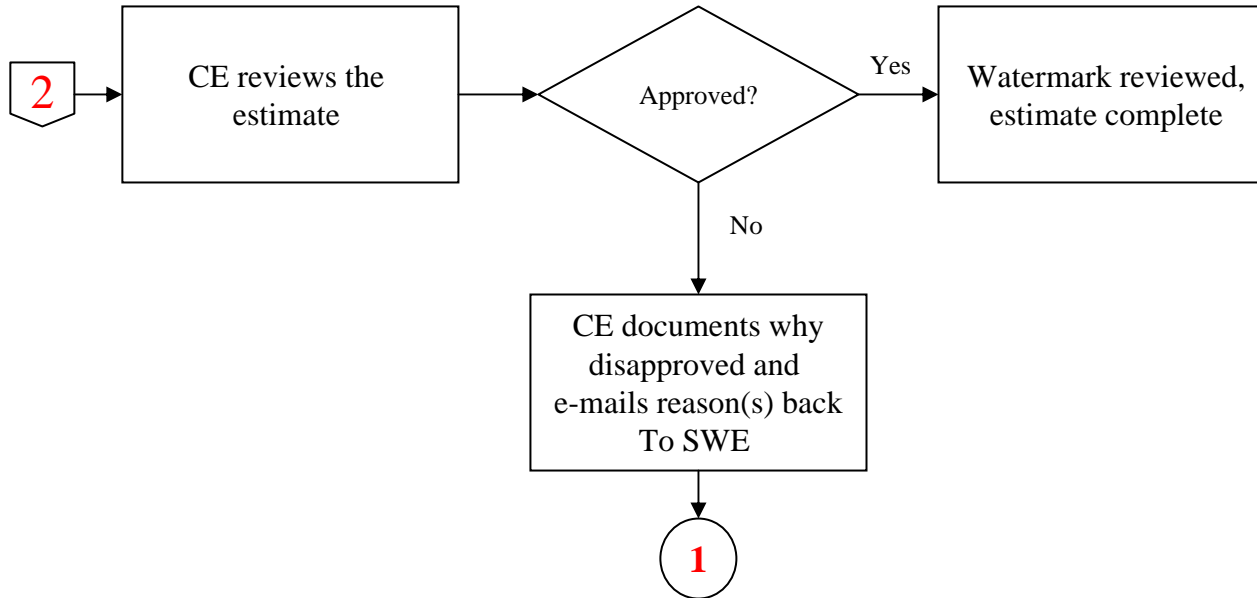 2
CE reviews the
estimate
Approved?
Yes
Watermark reviewed,
estimate complete
No
CE documents why
disapproved and
e-mails reason(s) back
To SWE
1